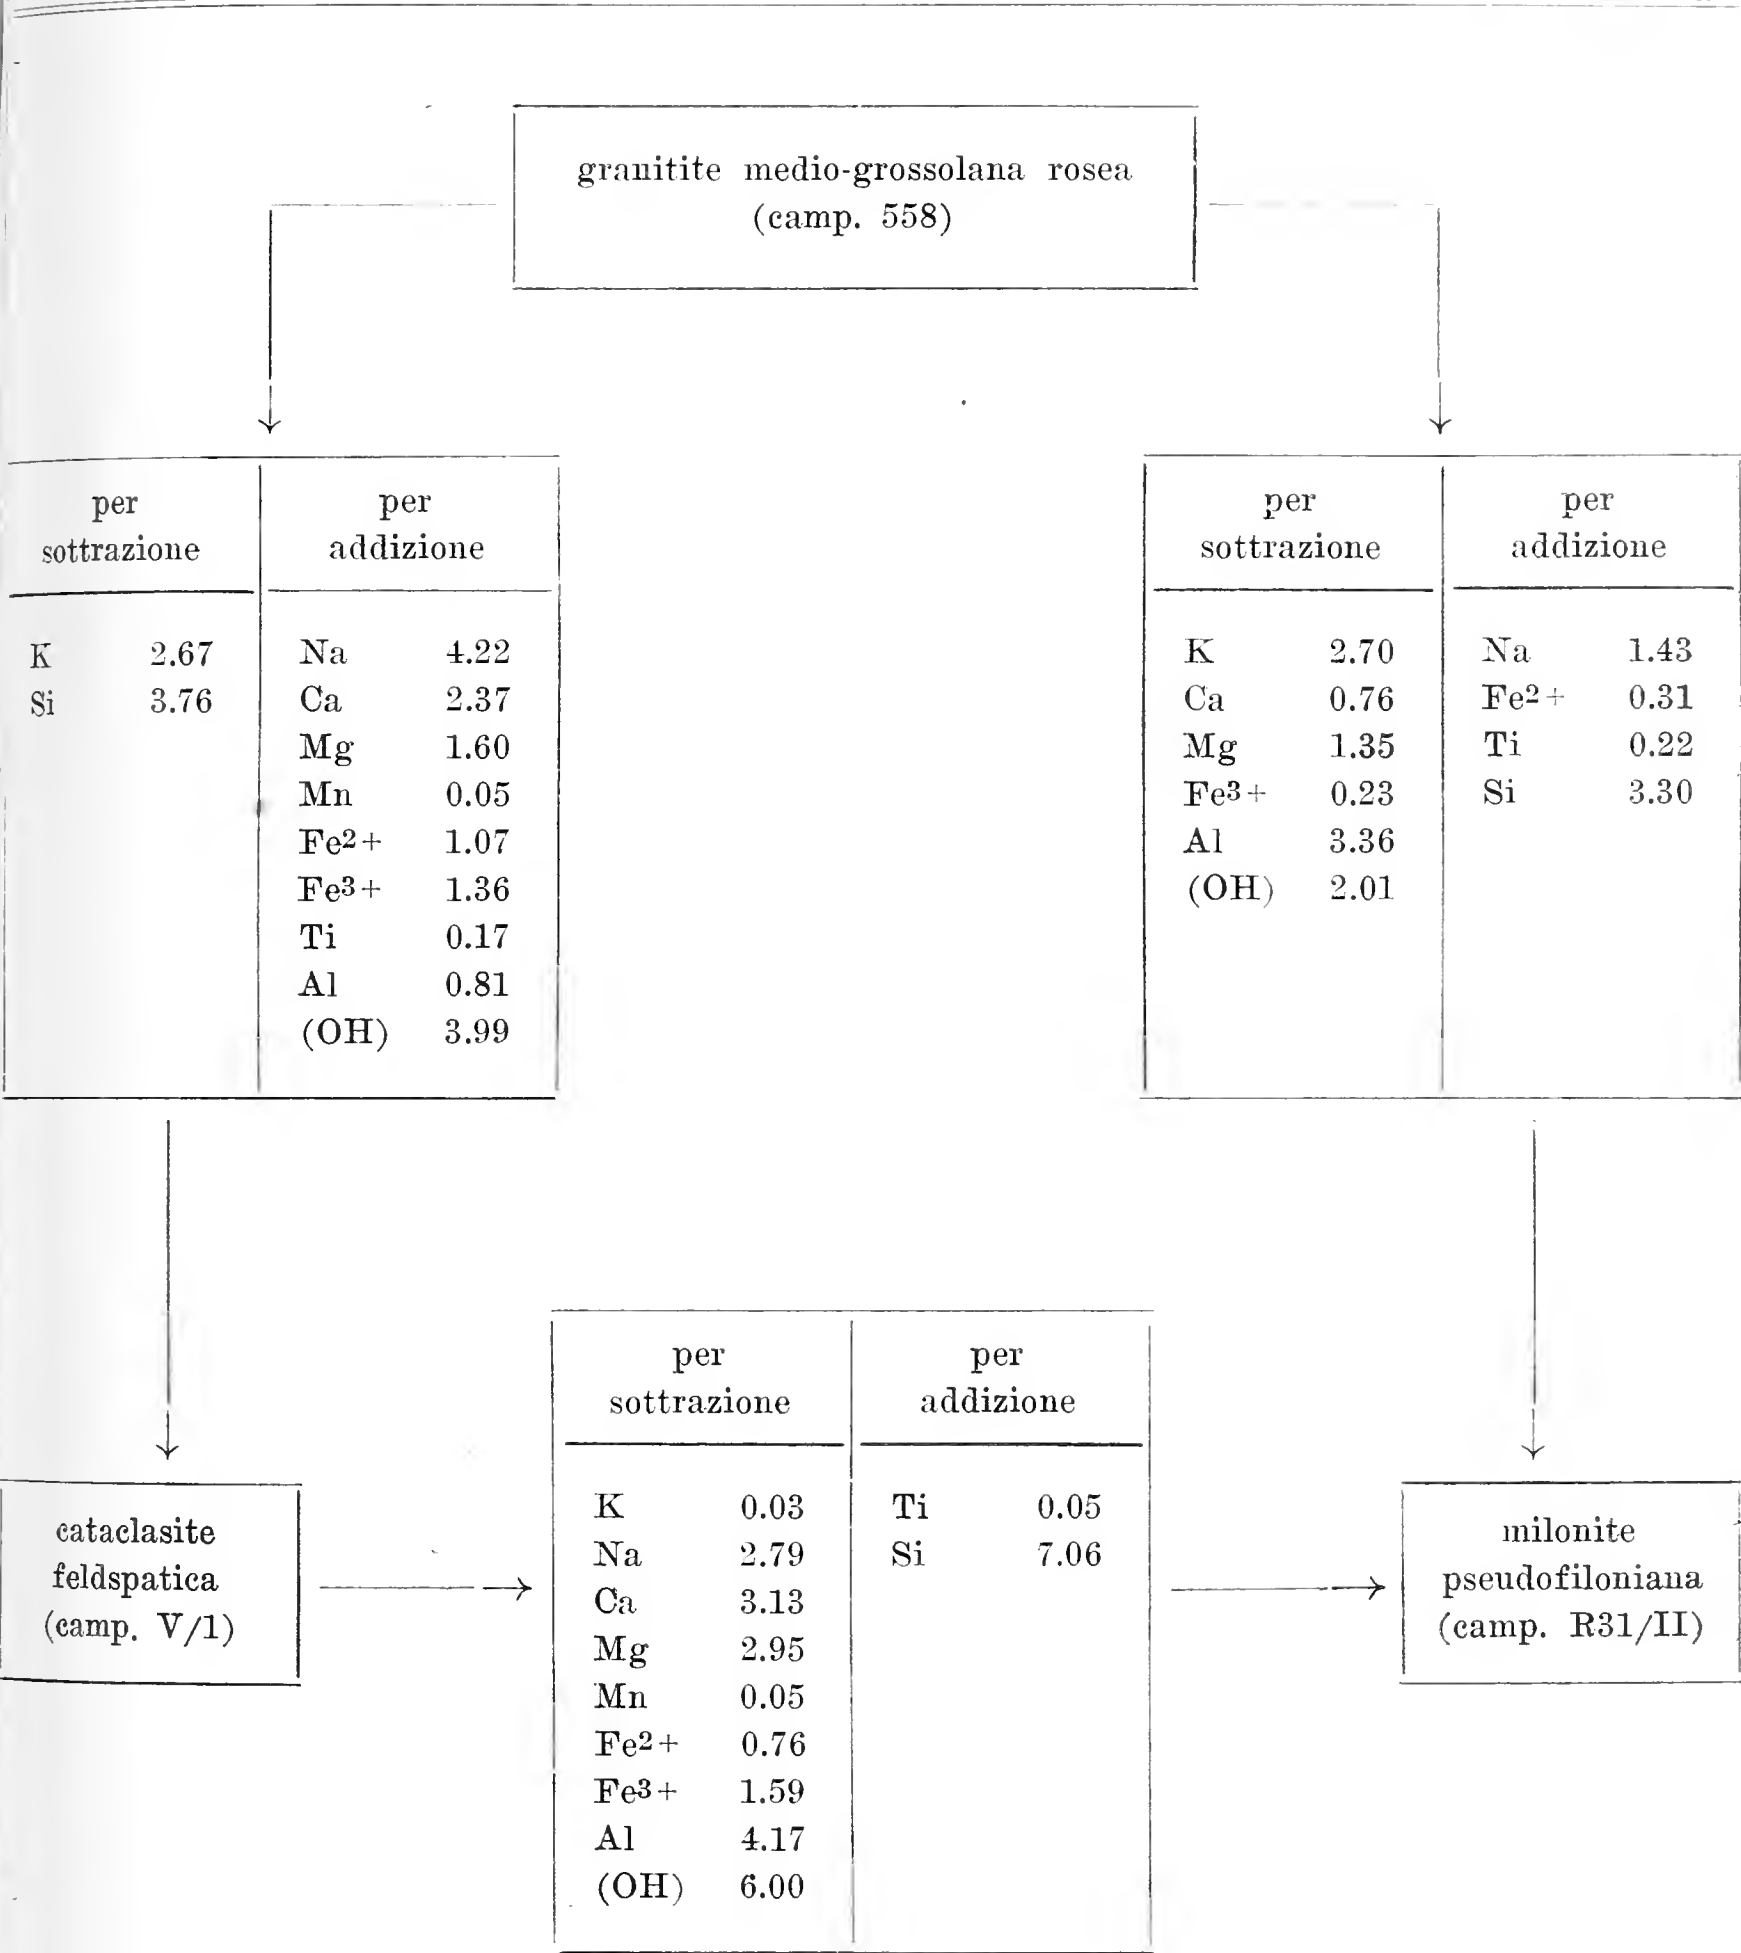 granitite medio-grossolana rosea
(camp. 558)
per
sottrazione
per
addizione
K 2.67
Si 3.76
Na 4.22
Ca 2.37
Mg 1.60
Mn 0.05
Fe2+ 1.07
Fe3+ 1.36
Ti 0.17
Al 0.81
(OH) 3.99
per
sottrazione
per
addizione
K 2.70
Ca 0.76
Mg 1.35
Fe3+ 0.23
Al 3.36
(OH) 2.01
Na 1.43
Fe2+ 0.31
Ti 0.22
Si 3.30
cataclasite
feldspatica
(camp. V/1)
per
sottrazione
per
addizione
K 0.03
Na 2.79
Ca 3.13
Mg 2.95
Mn 0.05
Fe2+ 0.76
Fe3+ 1.59
Al 4.17
(OH) 6.00
Ti 0.05
Si 7.06
milonite
pseudofiloniana
(camp. R31/II)